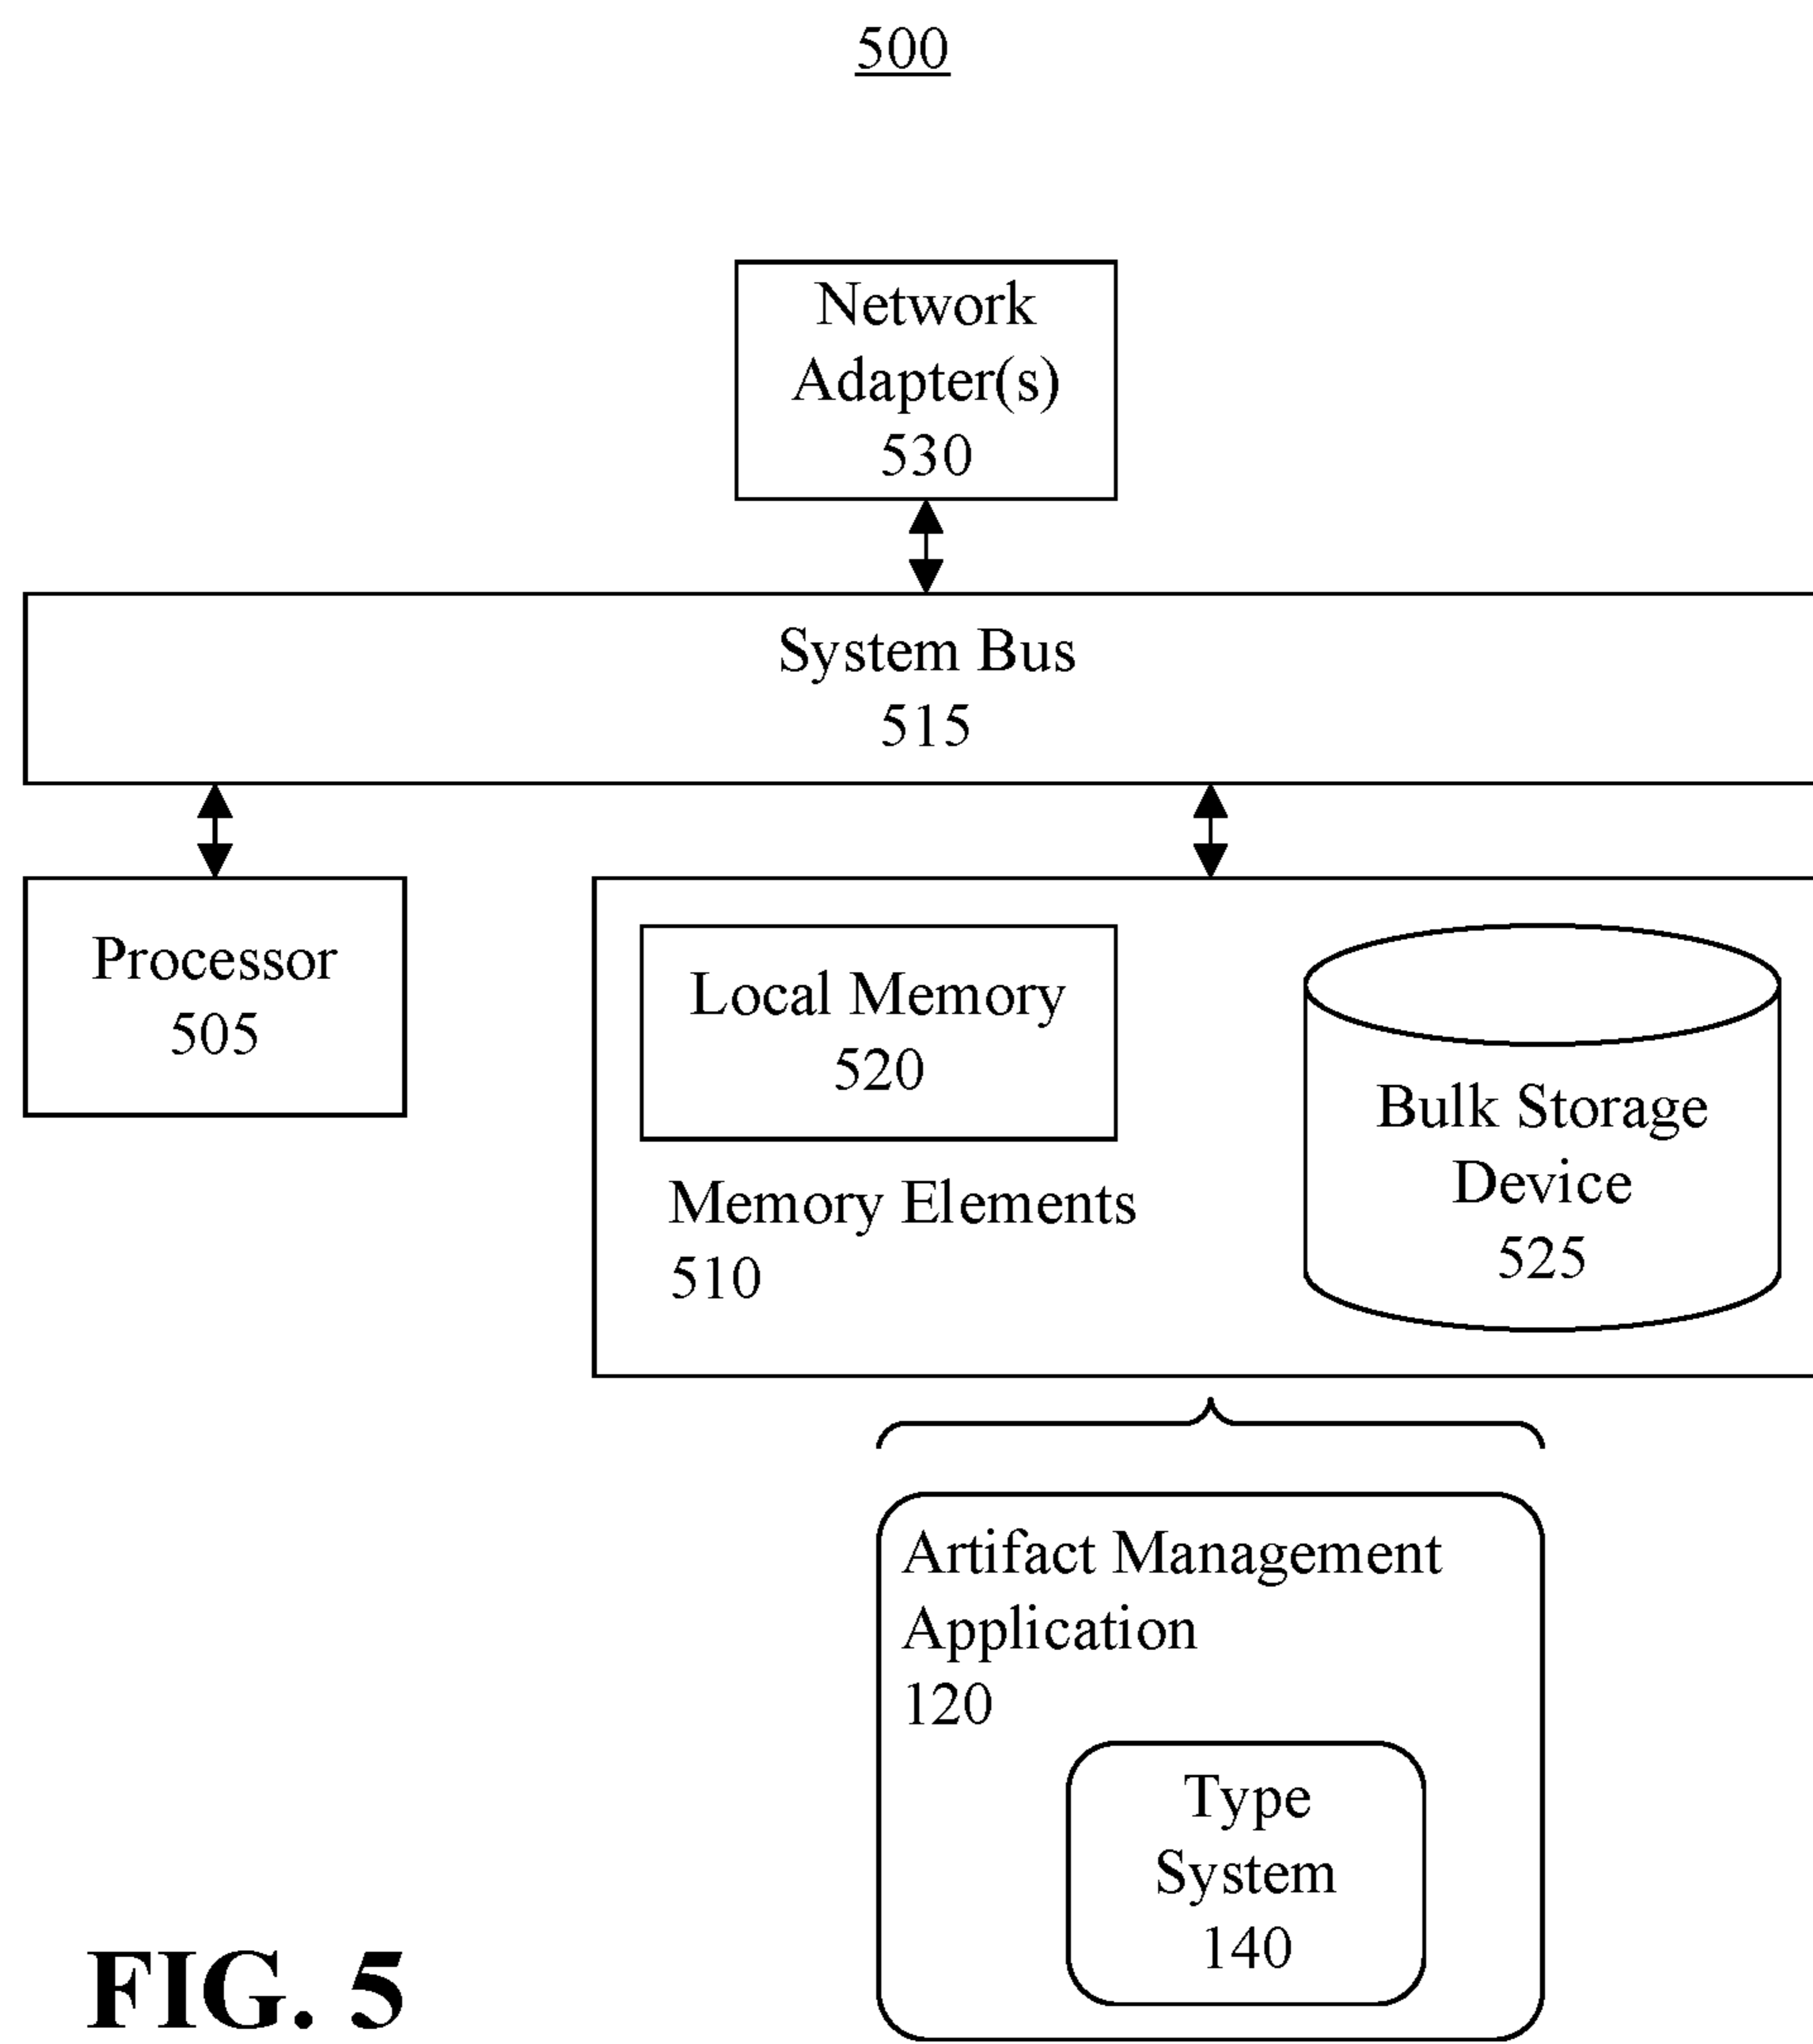 500
Network
Adapter(s)
530
System Bus
515
Processor
505
Local Memory
520
Memory Elements
510
Bulk Storage
Device
525
Artifact Management
Application
120
Type
System
140
FIG. 5